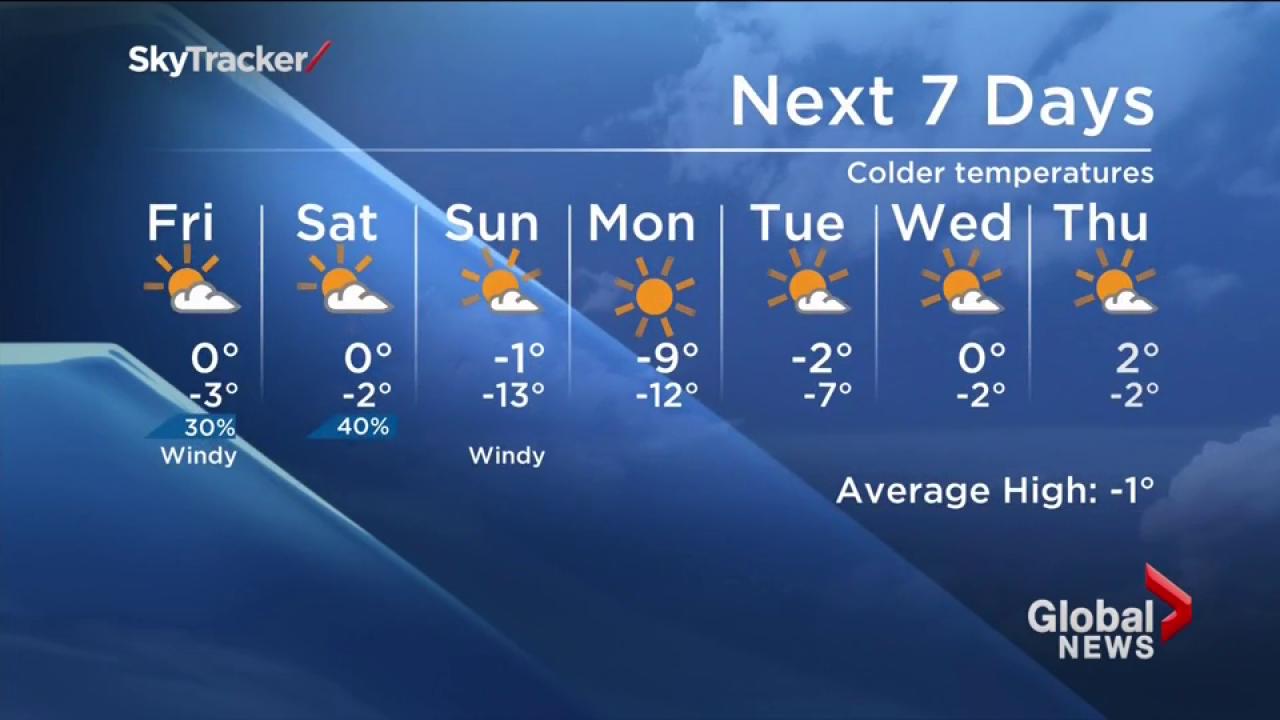 SkyTracker
Next 7 Days
Colder temperatures
Fri Sat Sun Mon Tue Wed Thu
0° 0° -1° -9° -2° 0° 2°
-3° -2° -13° -12° -7° -2° -2°
30% 40%
Windy Windy
Average High: -1°
Global
NEWS